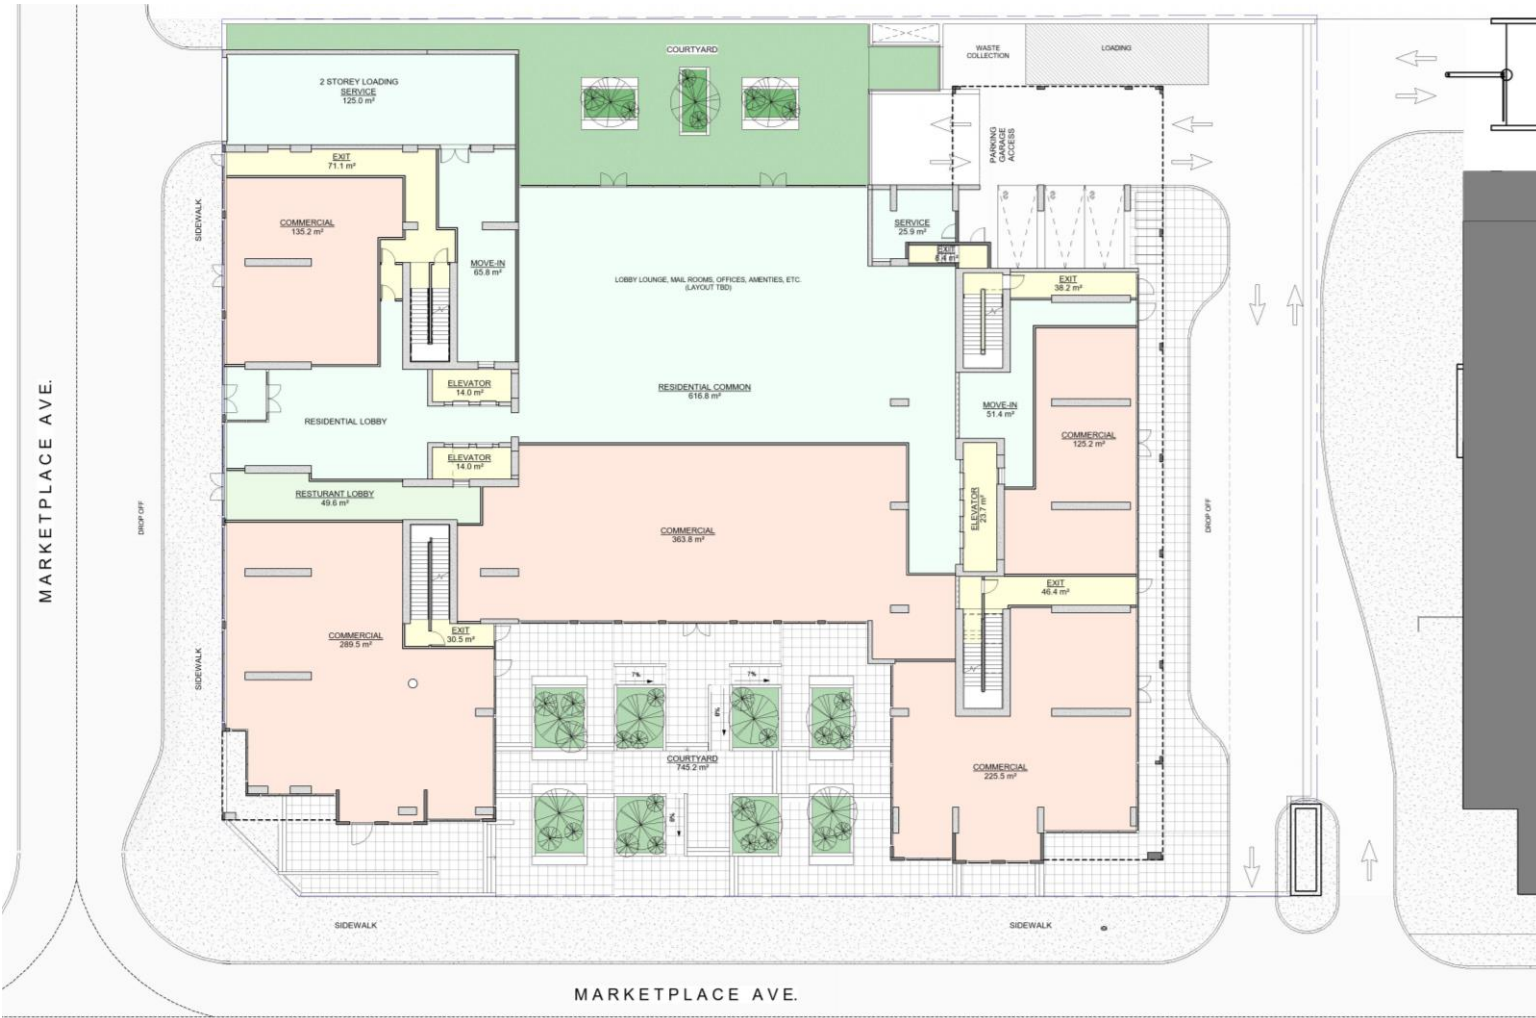 COURTYARD
WASTE
COLLECTION
LOADING
2 STOREY LOADING
SERVICE
125.0 m²
PARKING
GARAGE
ACCESS
EXIT
71.1 m²
SIDEWALK
COMMERCIAL
135.2 m²
MOVE-IN
65.8 m²
SERVICE
25.9 m²
EXIT
8.4 m²
LOBBY LOUNGE, MAIL ROOMS, OFFICES, AMENTIES, ETC.
(LAYOUT TBD)
EXIT
38.2 m²
ELEVATOR
14.0 m²
RESIDENTIAL COMMON
616.8 m²
MOVE-IN
51.4 m²
RESIDENTIAL LOBBY
COMMERCIAL
125.2 m²
ELEVATOR
14.0 m²
MARKETPLACE AVE.
RESTURANT LOBBY
49.6 m²
ELEVATOR
23.7 m²
DROP OFF
DROP OFF
COMMERCIAL
363.8 m²
EXIT
46.4 m²
COMMERCIAL
289.5 m²
EXIT
30.5 m²
SIDEWALK
7%
7%
8%
COURTYARD
745.2 m²
COMMERCIAL
225.5 m²
8%
SIDEWALK
SIDEWALK
MARKETPLACE AVE.